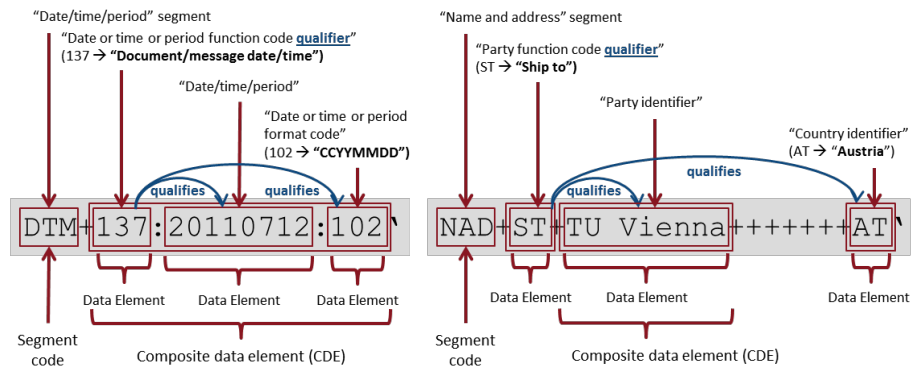 “Date/time/period” segment
“Date or time or period function code qualifier”
(137 → “Document/message date/time”)
“Date/time/period”
“Date or time or period
format code”
(102 → “CCYYMMDD”)
qualifies
qualifies
DTM+137:20110712:102‵
Data Element
Data Element
Data Element
Segment
code
Composite data element (CDE)
“Name and address” segment
“Party function code qualifier”
(ST → “Ship to”)
“Party identifier”
“Country identifier”
(AT → “Austria”)
qualifies
qualifies
NAD+ST+TU Vienna+++++++AT‵
Data Element
Data Element
Data Element
Segment
code
Composite data element (CDE)